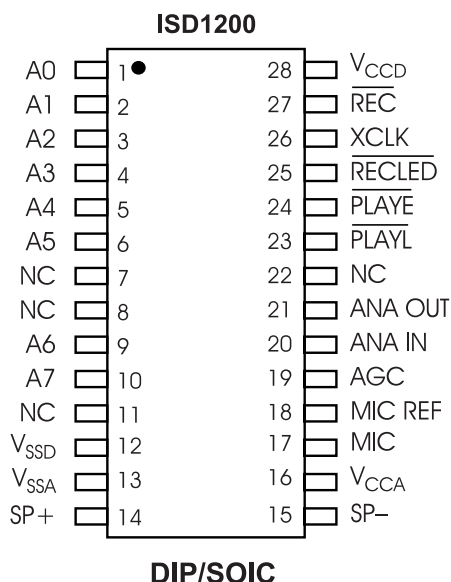 ISD1200
A0 1 28 VCCD
A1 2 27 REC
A2 3 26 XCLK
A3 4 25 RECLED
A4 5 24 PLAYE
A5 6 23 PLAYL
NC 7 22 NC
NC 8 21 ANA OUT
A6 9 20 ANA IN
A7 10 19 AGC
NC 11 18 MIC REF
VSSD 12 17 MIC
VSSA 13 16 VCCA
SP+ 14 15 SP–
DIP/SOIC